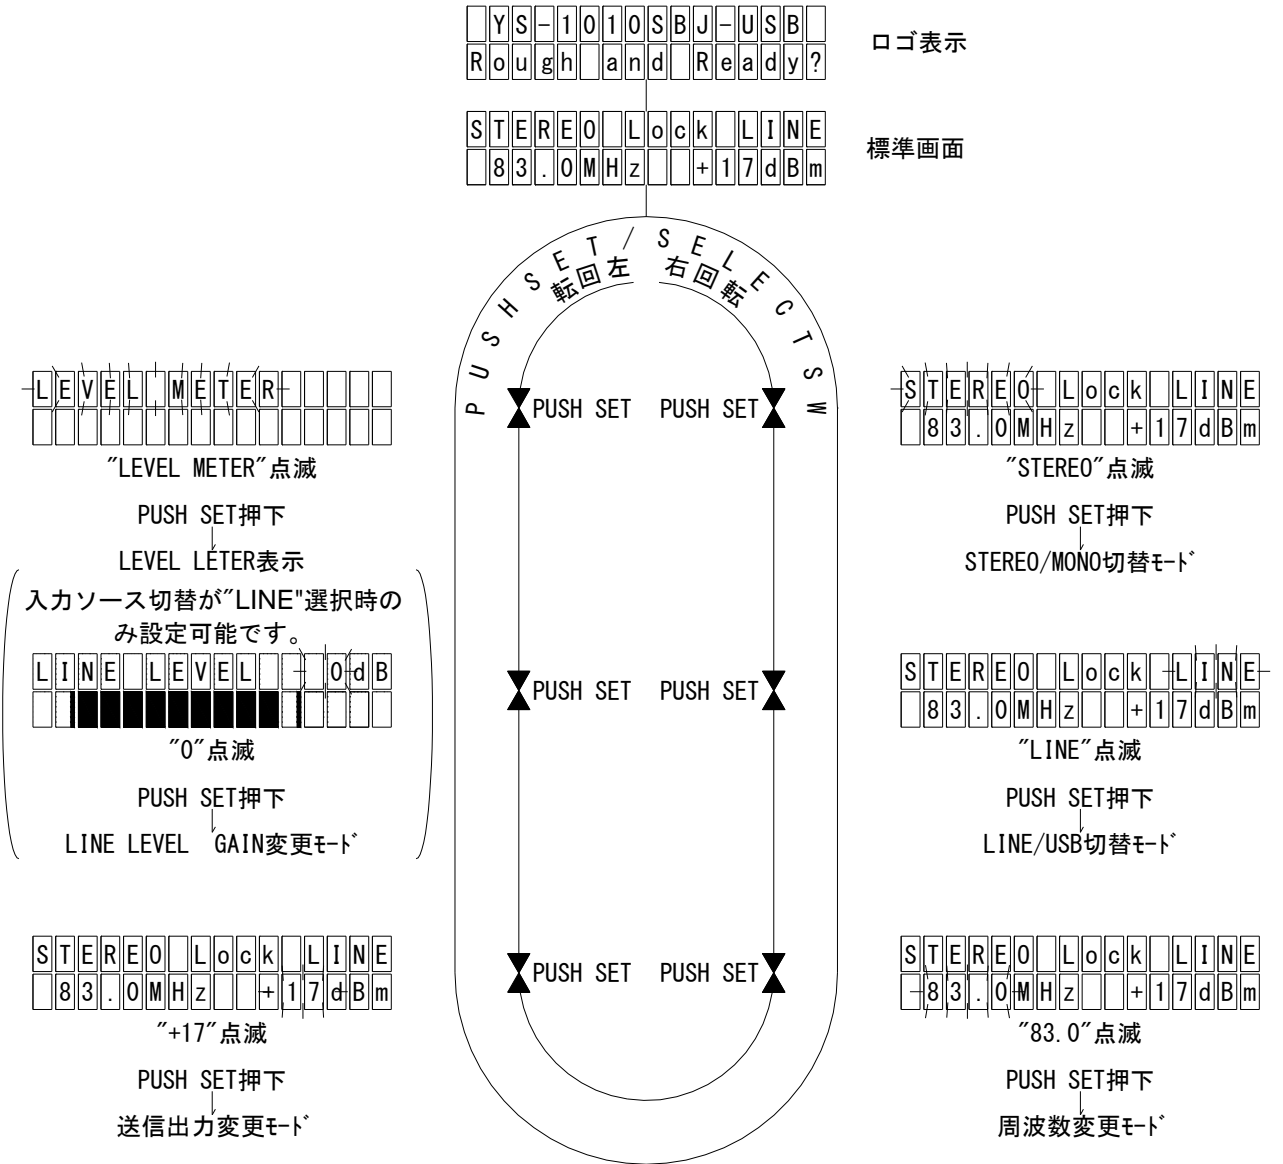 YS-1010SBJ-USB
Rough and Ready?
ロゴ表示
STEREO Lock LINE
83.0MHz +17dBm
標準画面
PUSHSET/SELECTSW
転回左 右回転
LEVEL METER
"LEVEL METER"点滅
PUSH SET押下
LEVEL LETER表示
PUSH SET PUSH SET
STEREO Lock LINE
83.0MHz +17dBm
"STEREO"点滅
PUSH SET押下
STEREO/MONO切替ﾓｰﾄﾞ
入力ソース切替が"LINE"選択時の
み設定可能です。
LINE LEVEL 0dB
"0"点滅
PUSH SET押下
LINE LEVEL GAIN変更ﾓｰﾄﾞ
PUSH SET PUSH SET
STEREO Lock LINE
83.0MHz +17dBm
"LINE"点滅
PUSH SET押下
LINE/USB切替ﾓｰﾄﾞ
STEREO Lock LINE
83.0MHz +17dBm
"+17"点滅
PUSH SET押下
送信出力変更ﾓｰﾄﾞ
PUSH SET PUSH SET
STEREO Lock LINE
83.0MHz +17dBm
"83.0"点滅
PUSH SET押下
周波数変更ﾓｰﾄﾞ